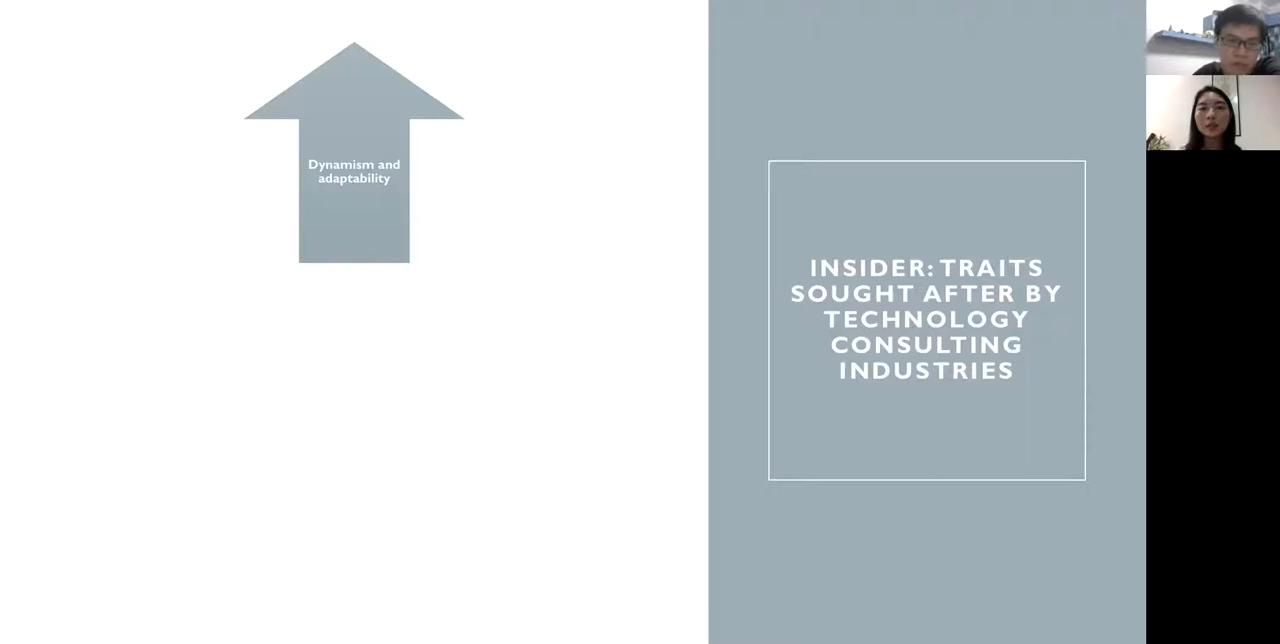 Dynamism and
adaptability
INSIDER: TRAITS
SOUGHT AFTER BY
TECHNOLOGY
CONSULTING
INDUSTRIES